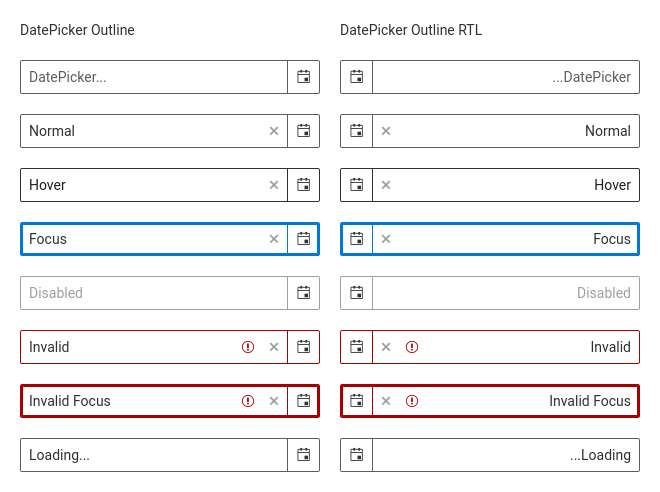 DatePicker Outline
DatePicker...
Normal
Hover
Focus
Disabled
Invalid
Invalid Focus
Loading...
DatePicker Outline RTL
...DatePicker
Normal
Hover
Focus
Disabled
Invalid
Invalid Focus
...Loading